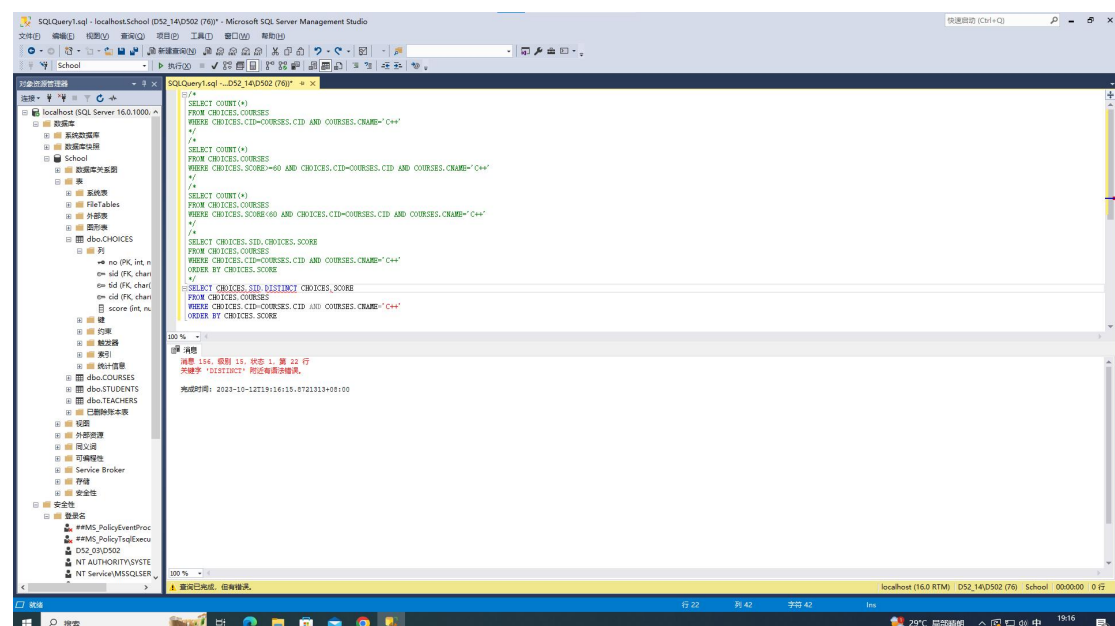 SQLQuery1.sql - localhost.School (D52_14\D502 (76))* - Microsoft SQL Server Management Studio
快速启动 (Ctrl+Q)
文件(F) 编辑(E) 视图(V) 查询(Q) 项目(P) 工具(T) 窗口(W) 帮助(H)
新建查询(N)
School
执行(X)
对象资源管理器
SQLQuery1.sql -...D52_14\D502 (76))*
连接
localhost (SQL Server 16.0.1000.
数据库
系统数据库
数据库快照
School
数据库关系图
表
系统表
FileTables
外部表
图形表
dbo.CHOICES
列
no (PK, int, n
sid (FK, char(
tid (FK, char(
cid (FK, char(
score (int, nu
键
约束
触发器
索引
统计信息
dbo.COURSES
dbo.STUDENTS
dbo.TEACHERS
已删除账本表
视图
外部资源
同义词
可编程性
Service Broker
存储
安全性
安全性
登录名
##MS_PolicyEventProc
##MS_PolicyTsqlExecu
D52_03\D502
NT AUTHORITY\SYSTE
NT Service\MSSQLSER
/*
SELECT COUNT(*)
FROM CHOICES,COURSES
WHERE CHOICES.CID=COURSES.CID AND COURSES.CNAME='C++'
*/
/*
SELECT COUNT(*)
FROM CHOICES,COURSES
WHERE CHOICES.SCORE>=60 AND CHOICES.CID=COURSES.CID AND COURSES.CNAME='C++'
*/
/*
SELECT COUNT(*)
FROM CHOICES,COURSES
WHERE CHOICES.SCORE<60 AND CHOICES.CID=COURSES.CID AND COURSES.CNAME='C++'
*/
/*
SELECT CHOICES.SID,CHOICES.SCORE
FROM CHOICES,COURSES
WHERE CHOICES.CID=COURSES.CID AND COURSES.CNAME='C++'
ORDER BY CHOICES.SCORE
*/
SELECT CHOICES.SID,DISTINCT CHOICES.SCORE
FROM CHOICES,COURSES
WHERE CHOICES.CID=COURSES.CID AND COURSES.CNAME='C++'
ORDER BY CHOICES.SCORE
100 %
消息
消息 156，级别 15，状态 1，第 22 行
关键字 'DISTINCT' 附近有语法错误。
完成时间: 2023-10-12T19:16:15.8721313+08:00
100 %
查询已完成，但有错误。
localhost (16.0 RTM) D52_14\D502 (76) School 00:00:00 0 行
就绪
行 22 列 42 字符 42 Ins
搜索
29°C 局部晴朗
中
19:16